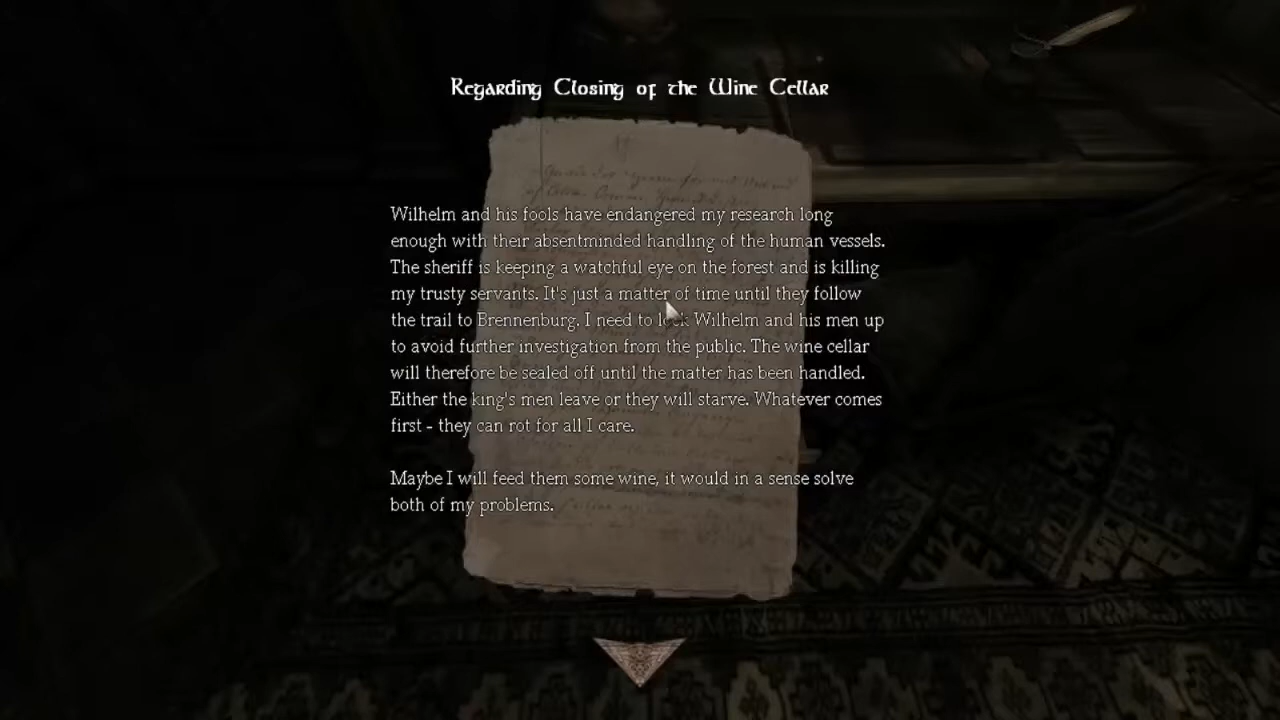 Regarding Closing of the Wine Cellar
Wilhelm and his fools have endangered my research long
enough with their absentminded handling of the human vessels.
The sheriff is keeping a watchful eye on the forest and is killing
my trusty servants. It's just a matter of time until they follow
the trail to Brennenburg. I need to lock Wilhelm and his men up
to avoid further investigation from the public. The wine cellar
will therefore be sealed off until the matter has been handled.
Either the king's men leave or they will starve. Whatever comes
first - they can rot for all I care.
Maybe I will feed them some wine, it would in a sense solve
both of my problems.